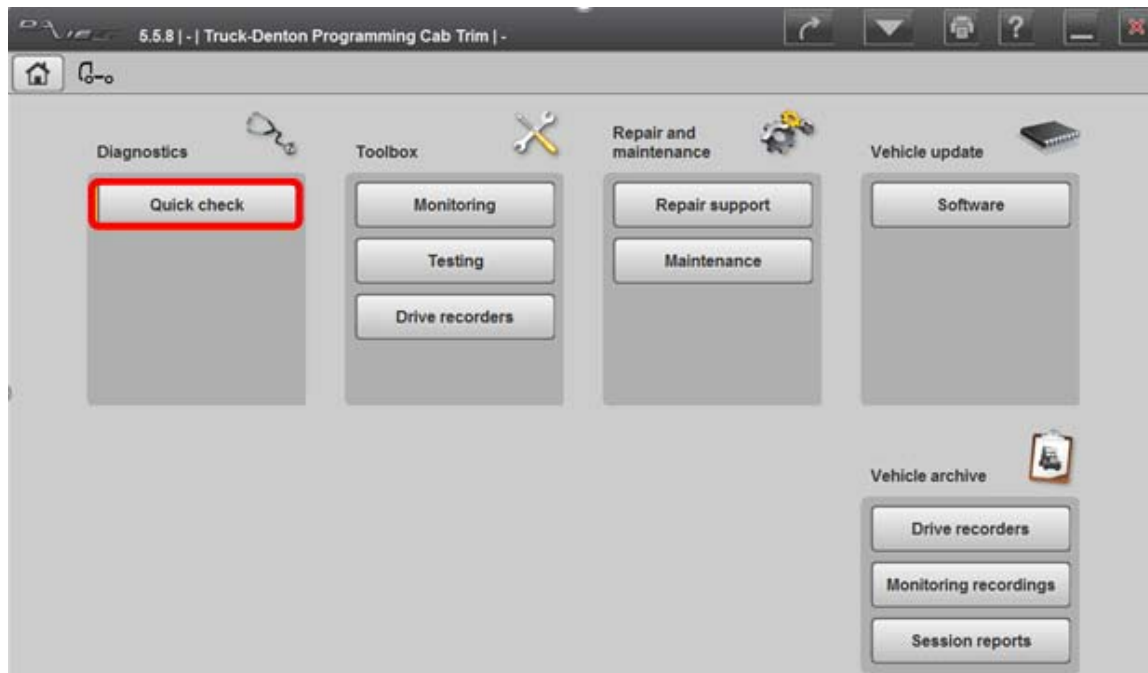 5.5.8 | - | Truck-Denton Programming Cab Trim | -
?
Diagnostics
Quick check
Toolbox
Monitoring
Testing
Drive recorders
Repair and
maintenance
Repair support
Maintenance
Vehicle update
Software
Vehicle archive
Drive recorders
Monitoring recordings
Session reports